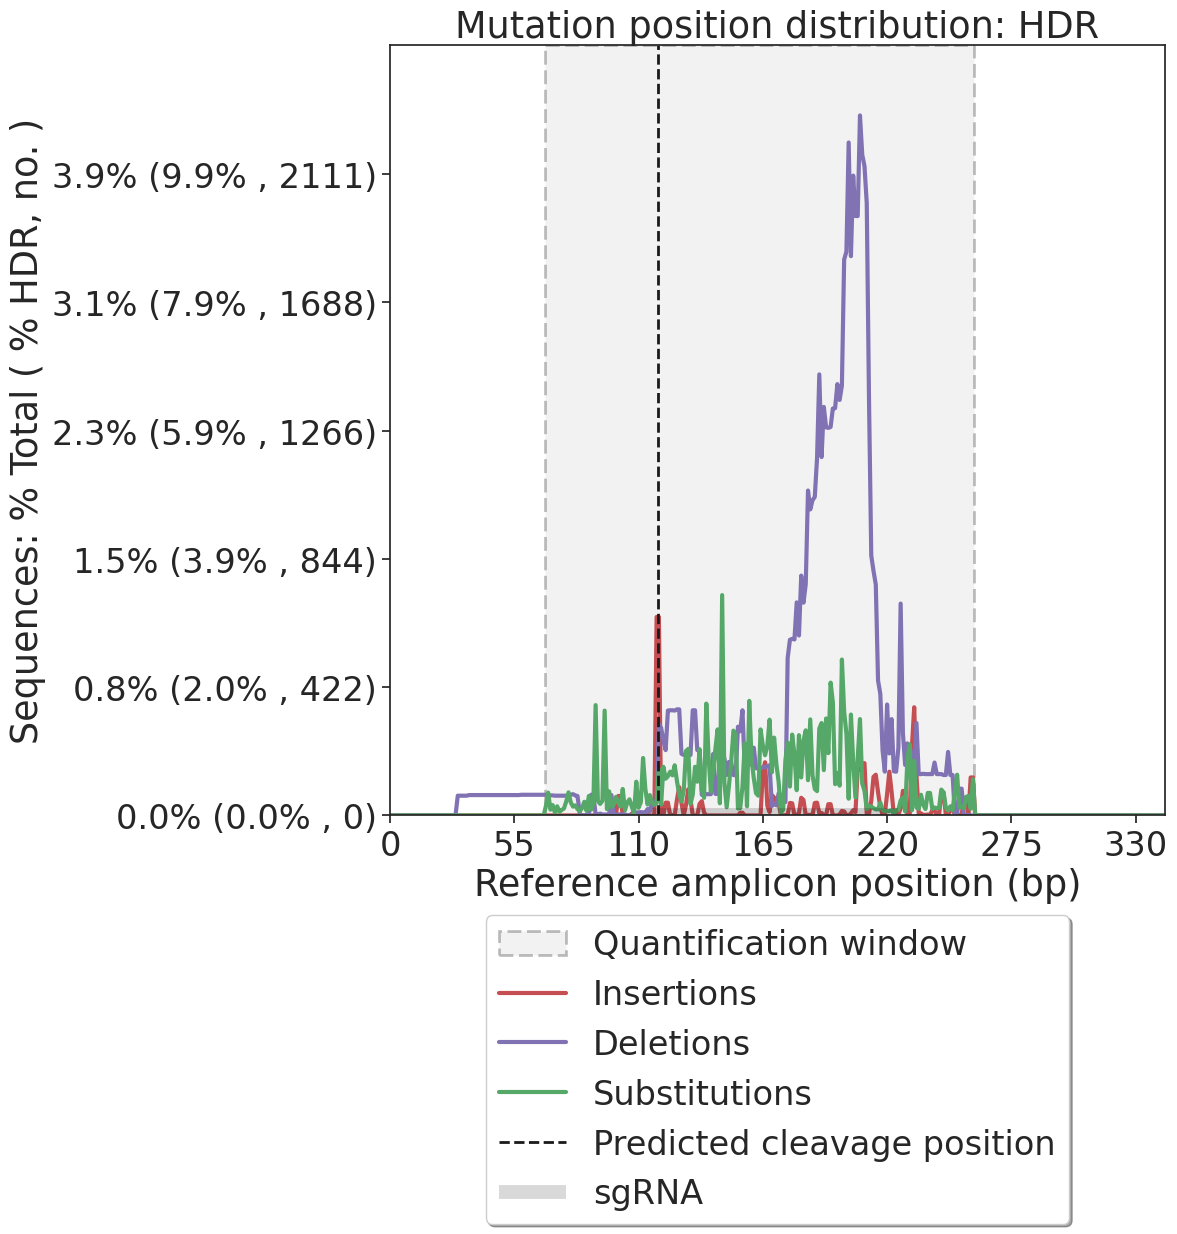 Mutation position distribution: HDR
Sequences: % Total ( % HDR, no. )
3.9% (9.9% , 2111)
3.1% (7.9% , 1688)
2.3% (5.9% , 1266)
1.5% (3.9% , 844)
0.8% (2.0% , 422)
0.0% (0.0% , 0)
0 55 110 165 220 275 330
Reference amplicon position (bp)
Quantification window
Insertions
Deletions
Substitutions
Predicted cleavage position
sgRNA